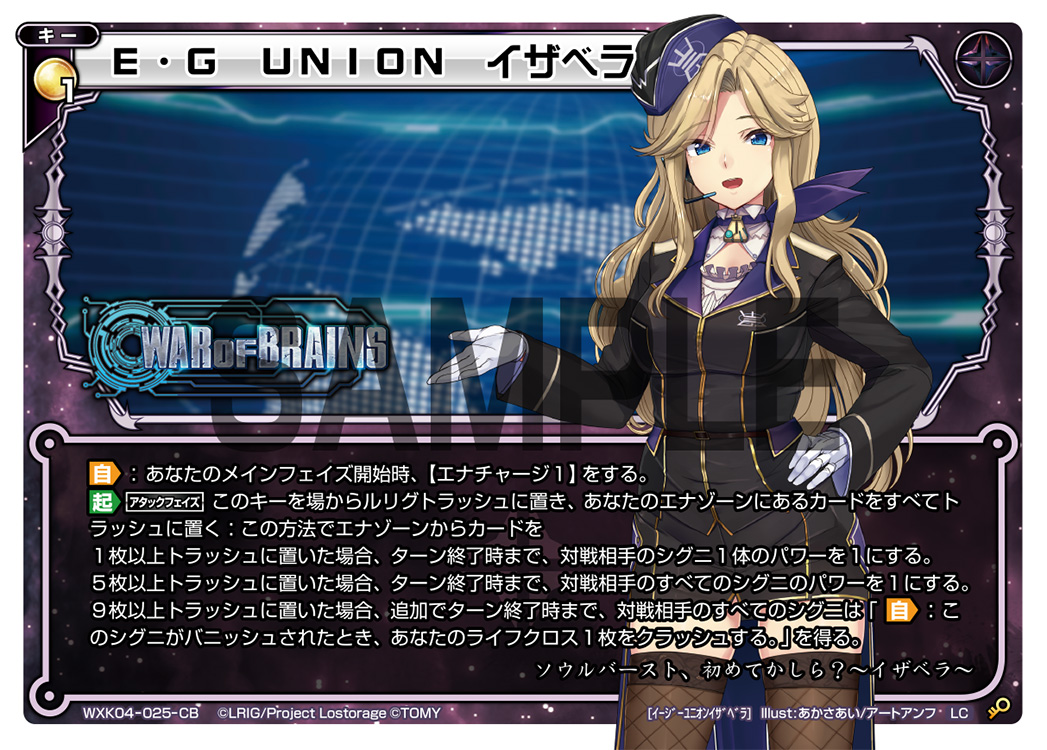 キー
1
E・G UNION イザベラ
WAR OF BRAINS
SAMPLE
自：あなたのメインフェイズ開始時、【エナチャージ１】をする。
起 アタックフェイズ このキーを場からルリグトラッシュに置き、あなたのエナゾーンにあるカードをすべてト
ラッシュに置く：この方法でエナゾーンからカードを
１枚以上トラッシュに置いた場合、ターン終了時まで、対戦相手のシグニ１体のパワーを１にする。
５枚以上トラッシュに置いた場合、ターン終了時まで、対戦相手のすべてのシグニのパワーを１にする。
９枚以上トラッシュに置いた場合、追加でターン終了時まで、対戦相手のすべてのシグニは「自：こ
のシグニがバニッシュされたとき、あなたのライフクロス１枚をクラッシュする。」を得る。
ソウルバースト、初めてかしら？～イザベラ～
WXK04-025-CB ©LRIG/Project Lostorage ©TOMY [イージーユニオンイザベラ] Illust:あかさあい/アートアンフ LC